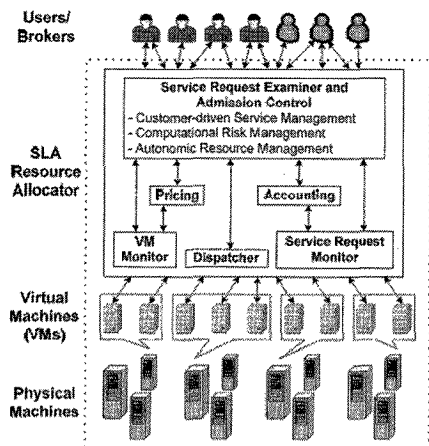 Users/
Brokers
Service Request Examiner and
Admission Control
- Customer-driven Service Management
- Computational Risk Management
- Autonomic Resource Management
SLA
Resource
Allocator
Pricing
Accounting
VM
Monitor
Dispatcher
Service Request
Monitor
Virtual
Machines
(VMs)
Physical
Machines